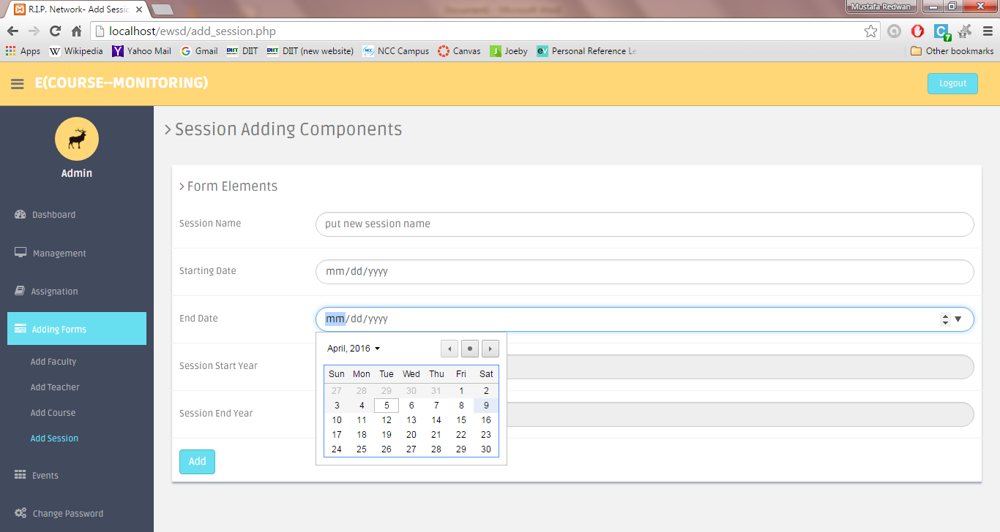 R.I.P. Network- Add Sessic
Mustafa Redwan
localhost/ewsd/add_session.php
Apps Wikipedia Yahoo Mail Gmail DIIT DIIT (new website) NCC Campus Canvas Joeby Personal Reference Le Other bookmarks
E(COURSE--MONITORING)
Logout
Admin
Dashboard
Management
Assignation
Adding Forms
Add Faculty
Add Teacher
Add Course
Add Session
Events
Change Password
Session Adding Components
Form Elements
Session Name put new session name
Starting Date mm/dd/yyyy
End Date mm/dd/yyyy
April, 2016
Sun Mon Tue Wed Thu Fri Sat
27 28 29 30 31 1 2
3 4 5 6 7 8 9
10 11 12 13 14 15 16
17 18 19 20 21 22 23
24 25 26 27 28 29 30
Session Start Year
Session End Year
Add